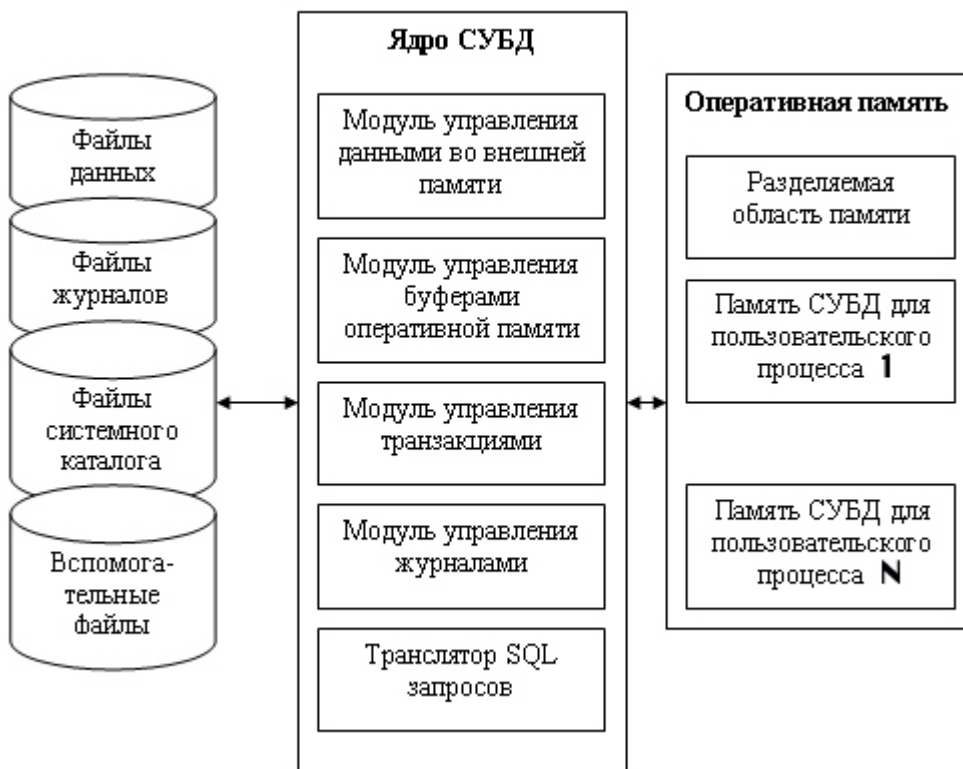 Файлы
данных
Файлы
журналов
Файлы
системного
каталога
Вспомога-
тельные
файлы
Ядро СУБД
Модуль управления
данными во внешней
памяти
Модуль управления
буферами
оперативной памяти
Модуль управления
транзакциями
Модуль управления
журналами
Транслятор SQL
запросов
Оперативная память
Разделяемая
область памяти
Память СУБД для
пользовательского
процесса 1
Память СУБД для
пользовательского
процесса N